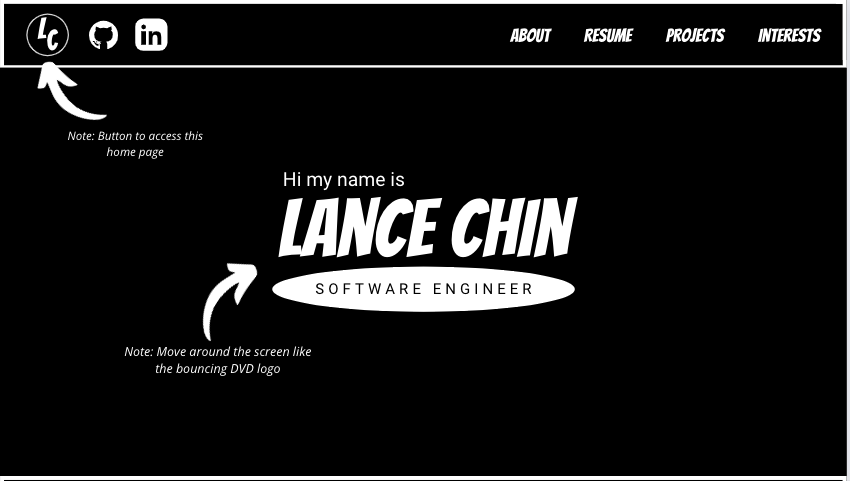 LC
in
ABOUT RESUME PROJECTS INTERESTS
Note: Button to access this
home page
Hi my name is
LANCE CHIN
SOFTWARE ENGINEER
Note: Move around the screen like
the bouncing DVD logo